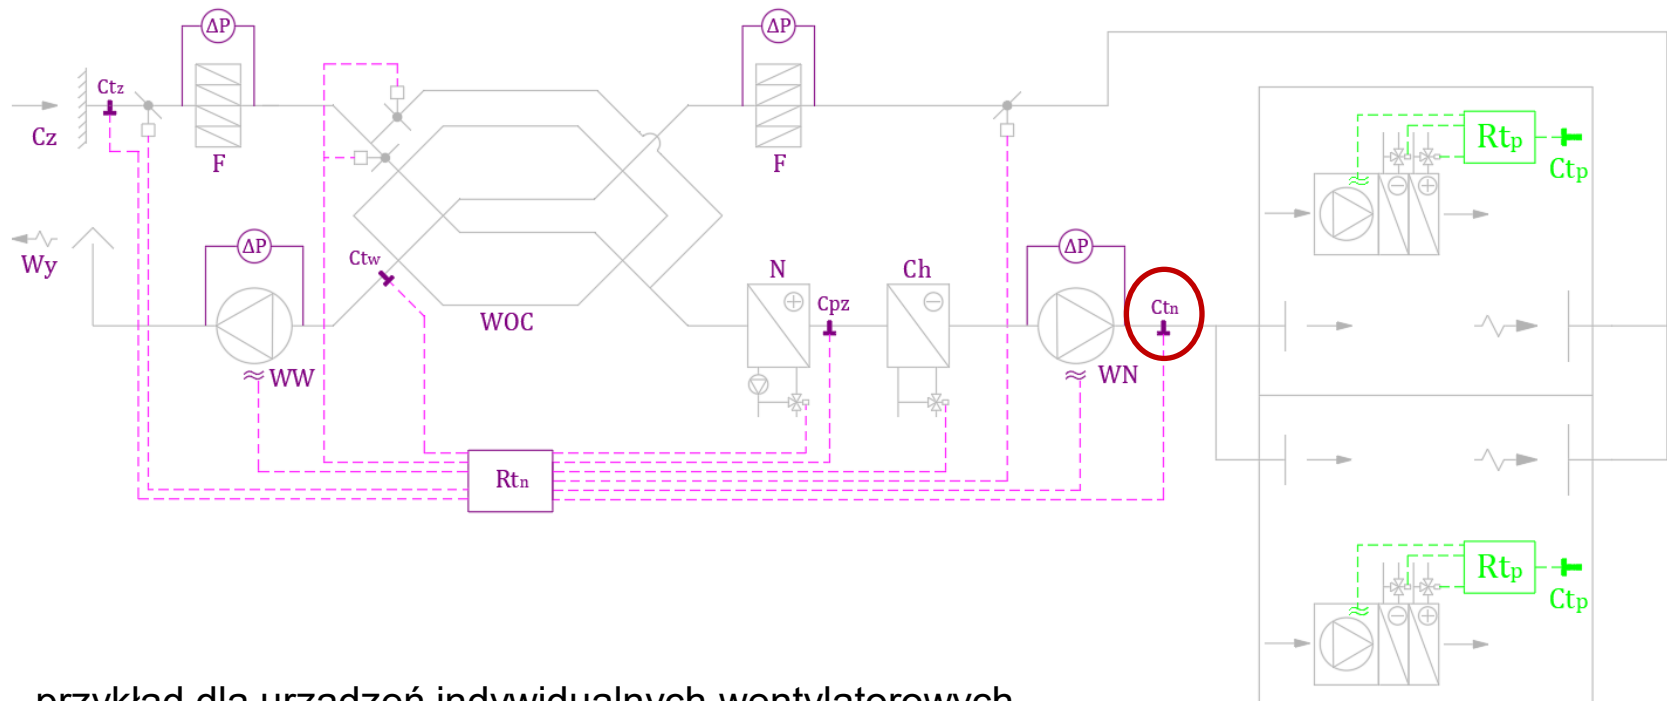 ΔP
ΔP
Ctz
Cz
F
F
Rtp
Ctp
Wy
ΔP
Ctw
WOC
N
Cpz
Ch
ΔP
Ctn
WW
WN
Rtn
Rtp
Ctp
przykład dla urządzeń indywidualnych wentylatorowych